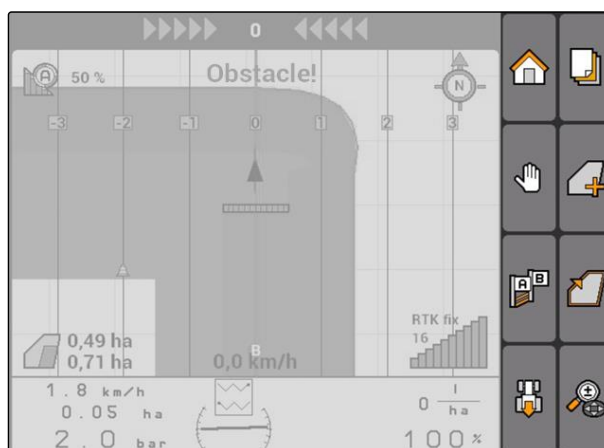 0
A 50 %
Obstacle!
N
-3 -2 -1 0 1 2 3
A B
RTK fix
16
0,49 ha
0,71 ha
B
0,0 km/h
1.8 km/h
0.05 ha
2.0 bar
0 l/ha
100 %